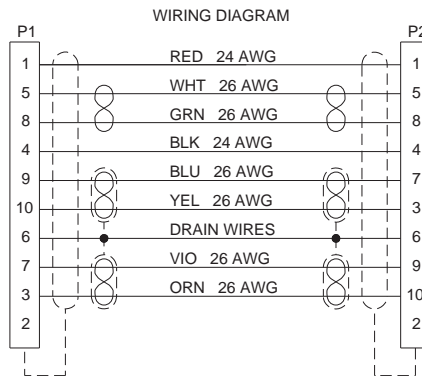 WIRING DIAGRAM
P1 P2
1 RED 24 AWG 1
5 WHT 26 AWG 5
8 GRN 26 AWG 8
4 BLK 24 AWG 4
9 BLU 26 AWG 7
10 YEL 26 AWG 3
6 DRAIN WIRES 6
7 VIO 26 AWG 9
3 ORN 26 AWG 10
2 2